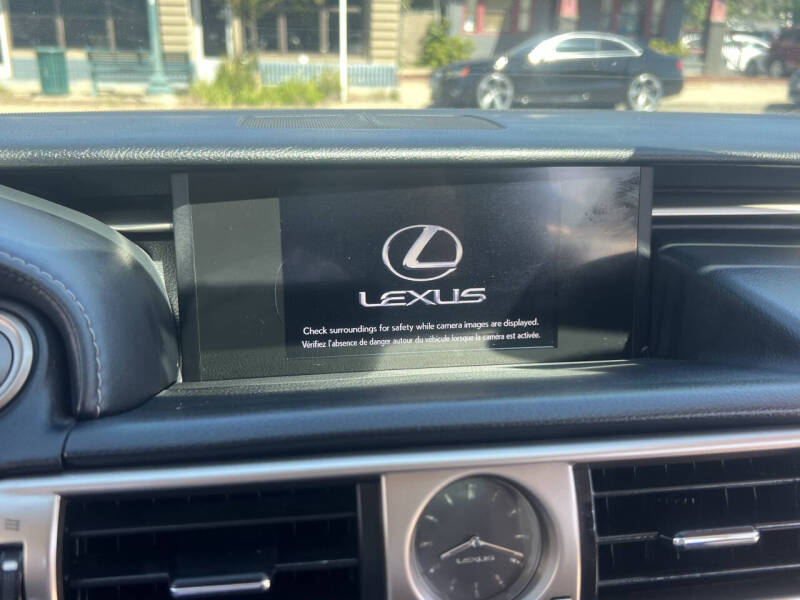 LEXUS
Check surroundings for safety while camera images are displayed.
Vérifiez l'absence de danger autour du véhicule lorsque la caméra est activée.
LEXUS